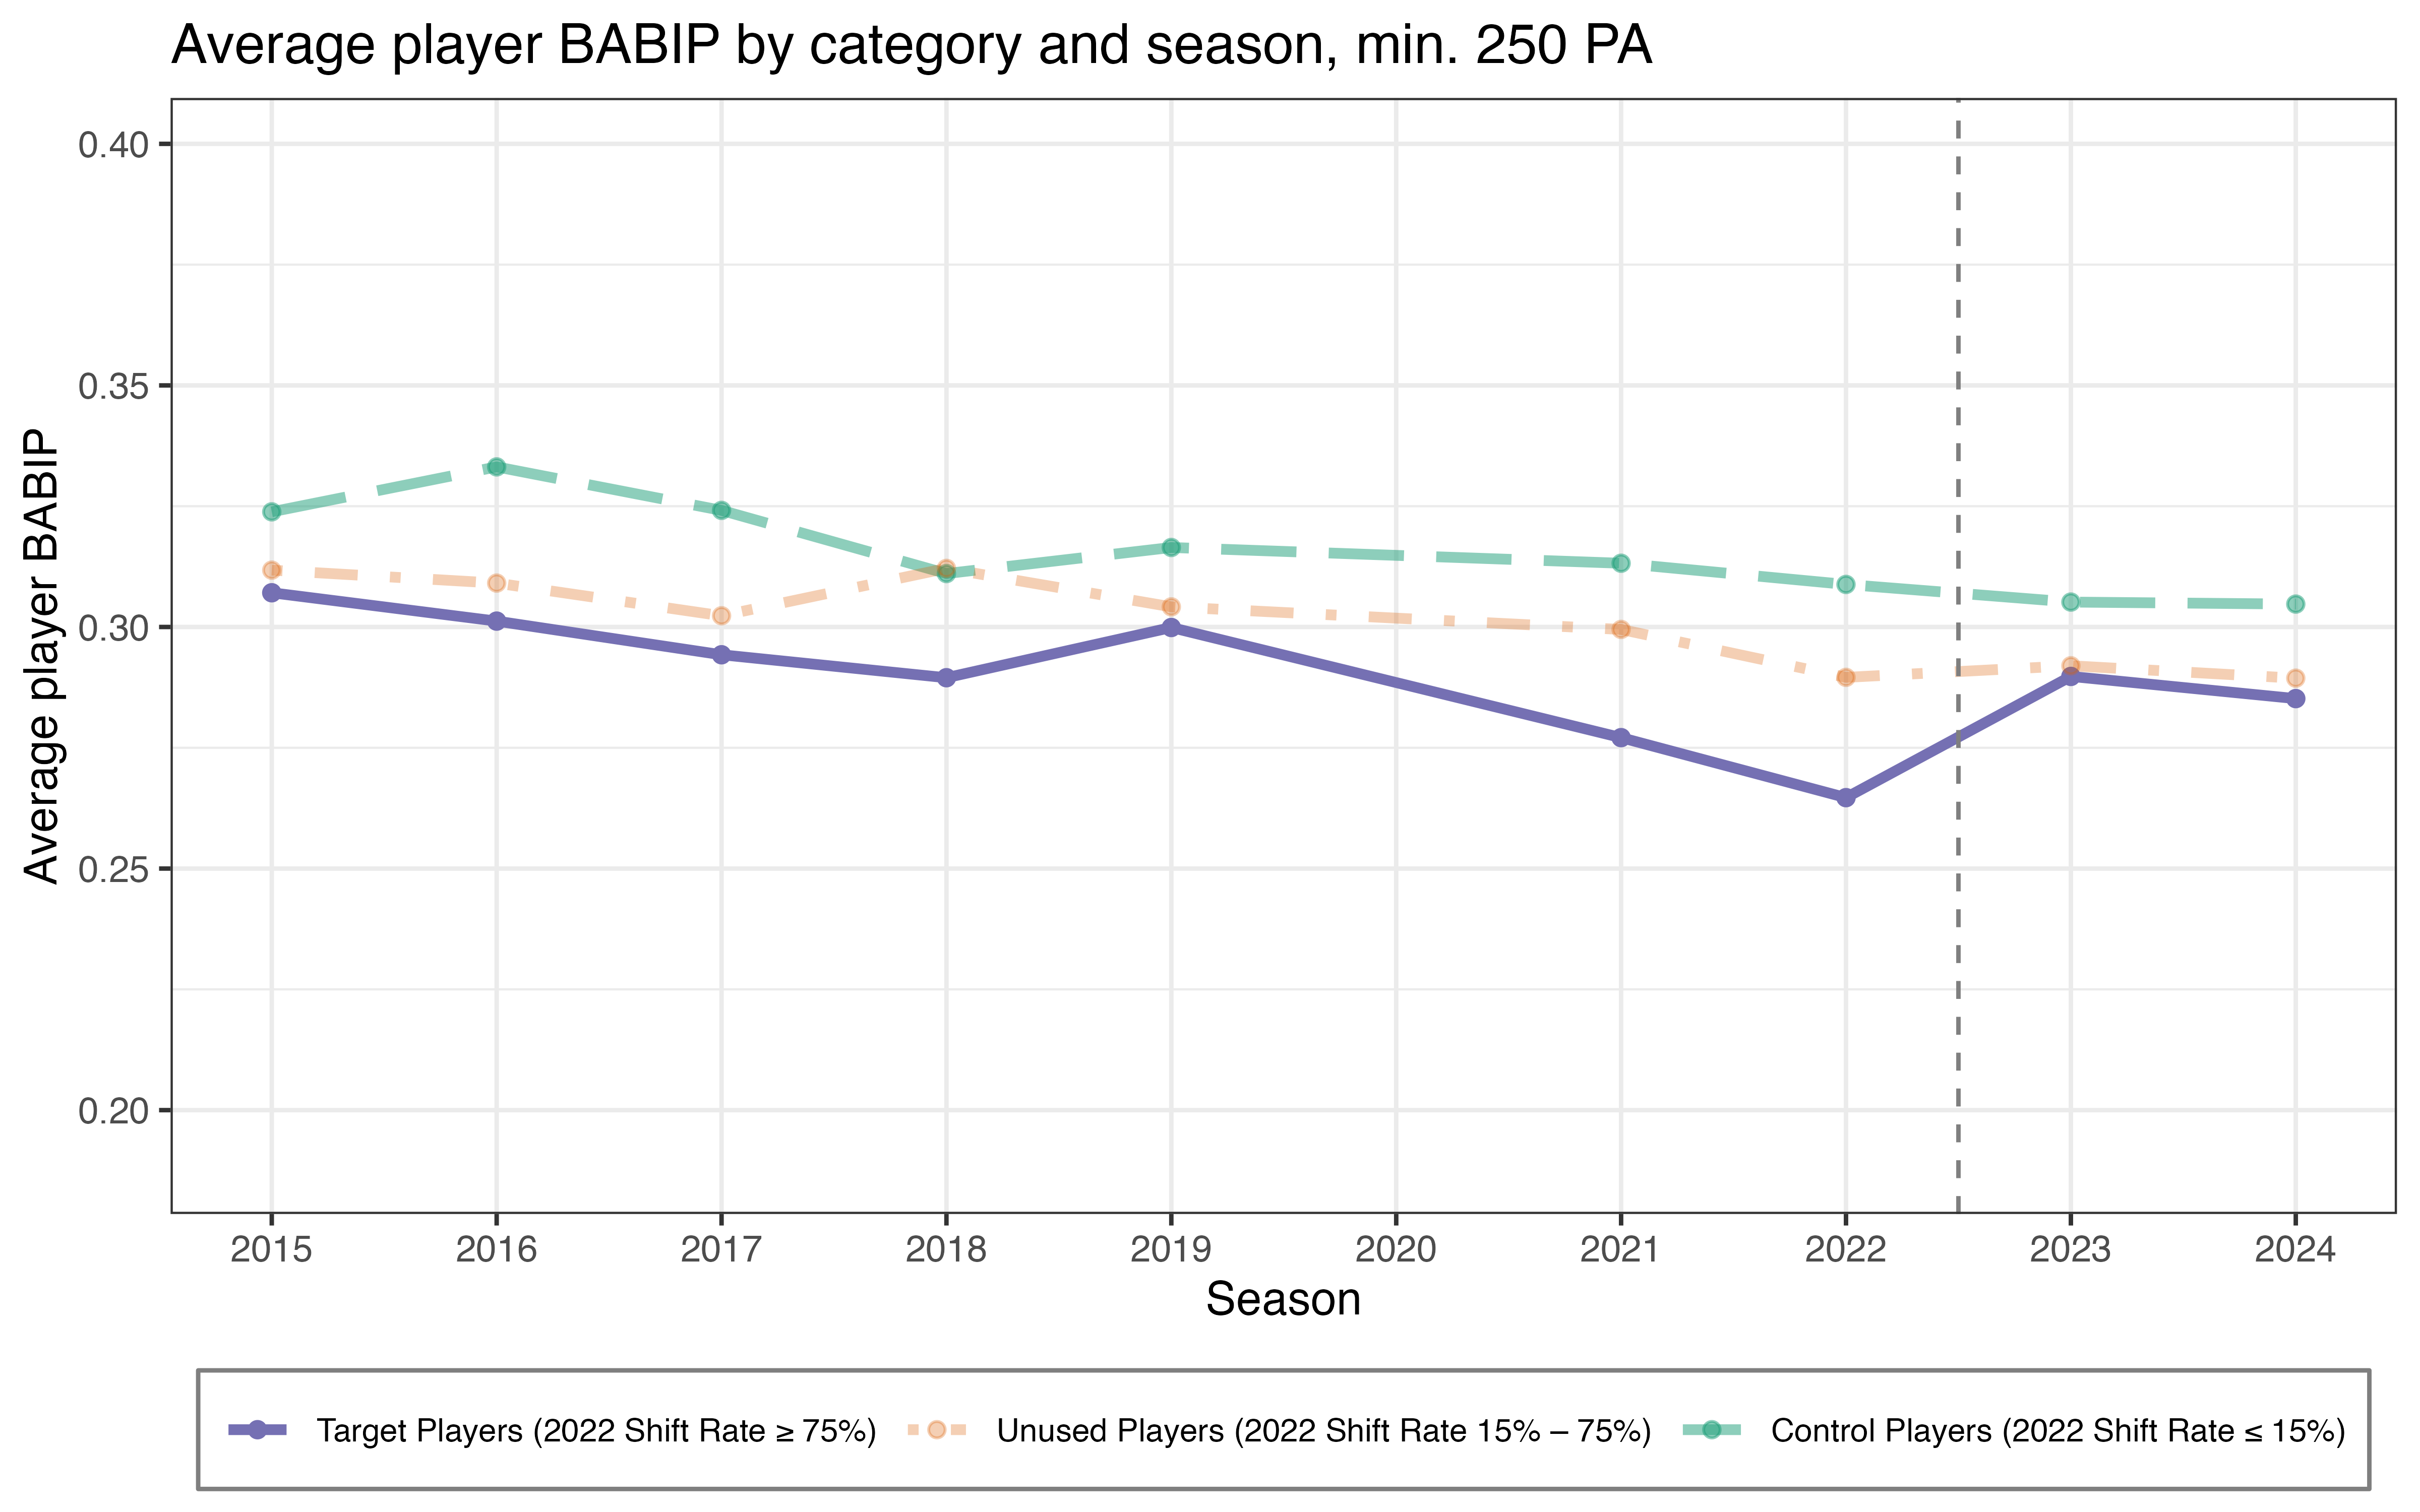 Average player BABIP by category and season, min. 250 PA
Average player BABIP
0.40
0.35
0.30
0.25
0.20
2015 2016 2017 2018 2019 2020 2021 2022 2023 2024
Season
Target Players (2022 Shift Rate ≥ 75%) Unused Players (2022 Shift Rate 15% – 75%) Control Players (2022 Shift Rate ≤ 15%)